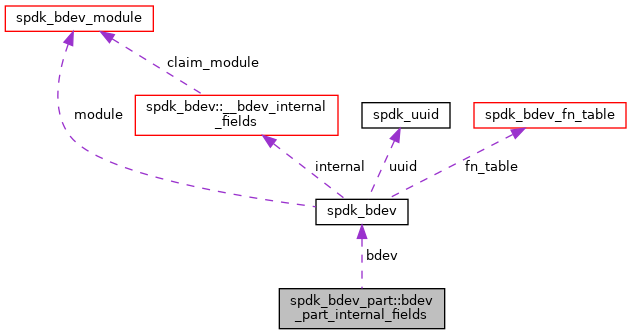 spdk_bdev_module
claim_module
spdk_bdev::__bdev_internal
_fields
spdk_uuid
spdk_bdev_fn_table
module
internal
uuid
fn_table
spdk_bdev
bdev
spdk_bdev_part::bdev
_part_internal_fields